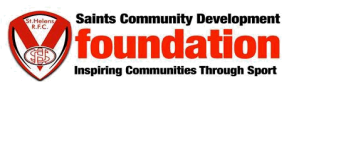 Saints Community Development
St.Helens
R.F.C.
foundation
Inspiring Communities Through Sport